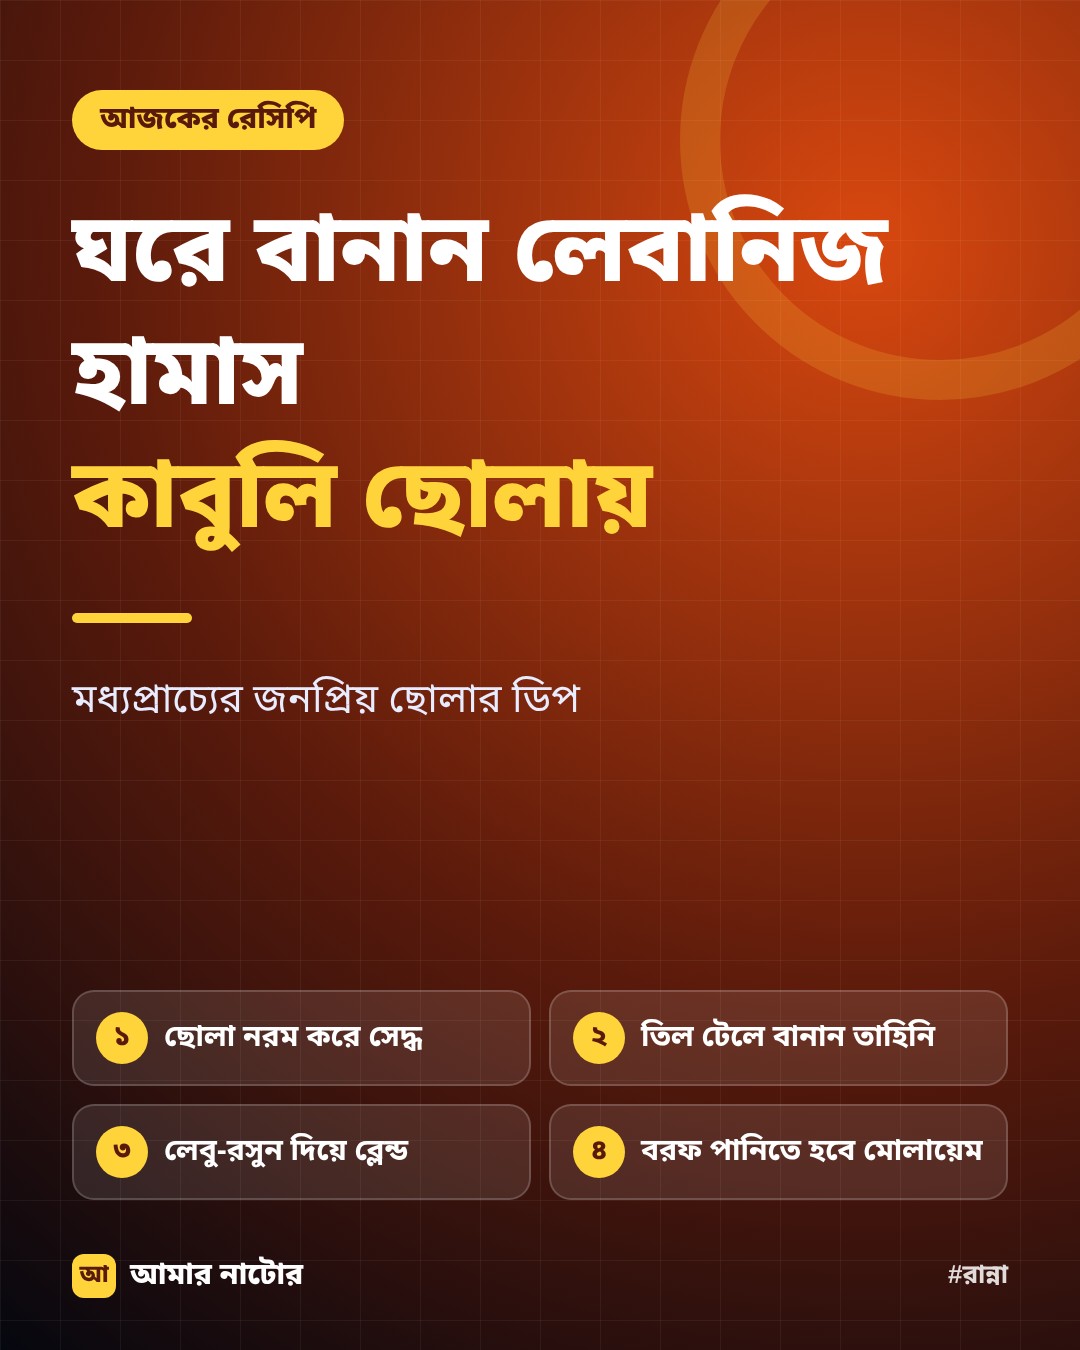 আজকের রেসিপি
ঘরে বানান লেবানিজ
হামাস
কাবুলি ছোলায়
মধ্যপ্রাচ্যের জনপ্রিয় ছোলার ডিপ
১ ছোলা নরম করে সেদ্ধ
২ তিল টেলে বানান তাহিনি
৩ লেবু-রসুন দিয়ে ব্লেন্ড
৪ বরফ পানিতে হবে মোলায়েম
আ আমার নাটোর
#রান্না